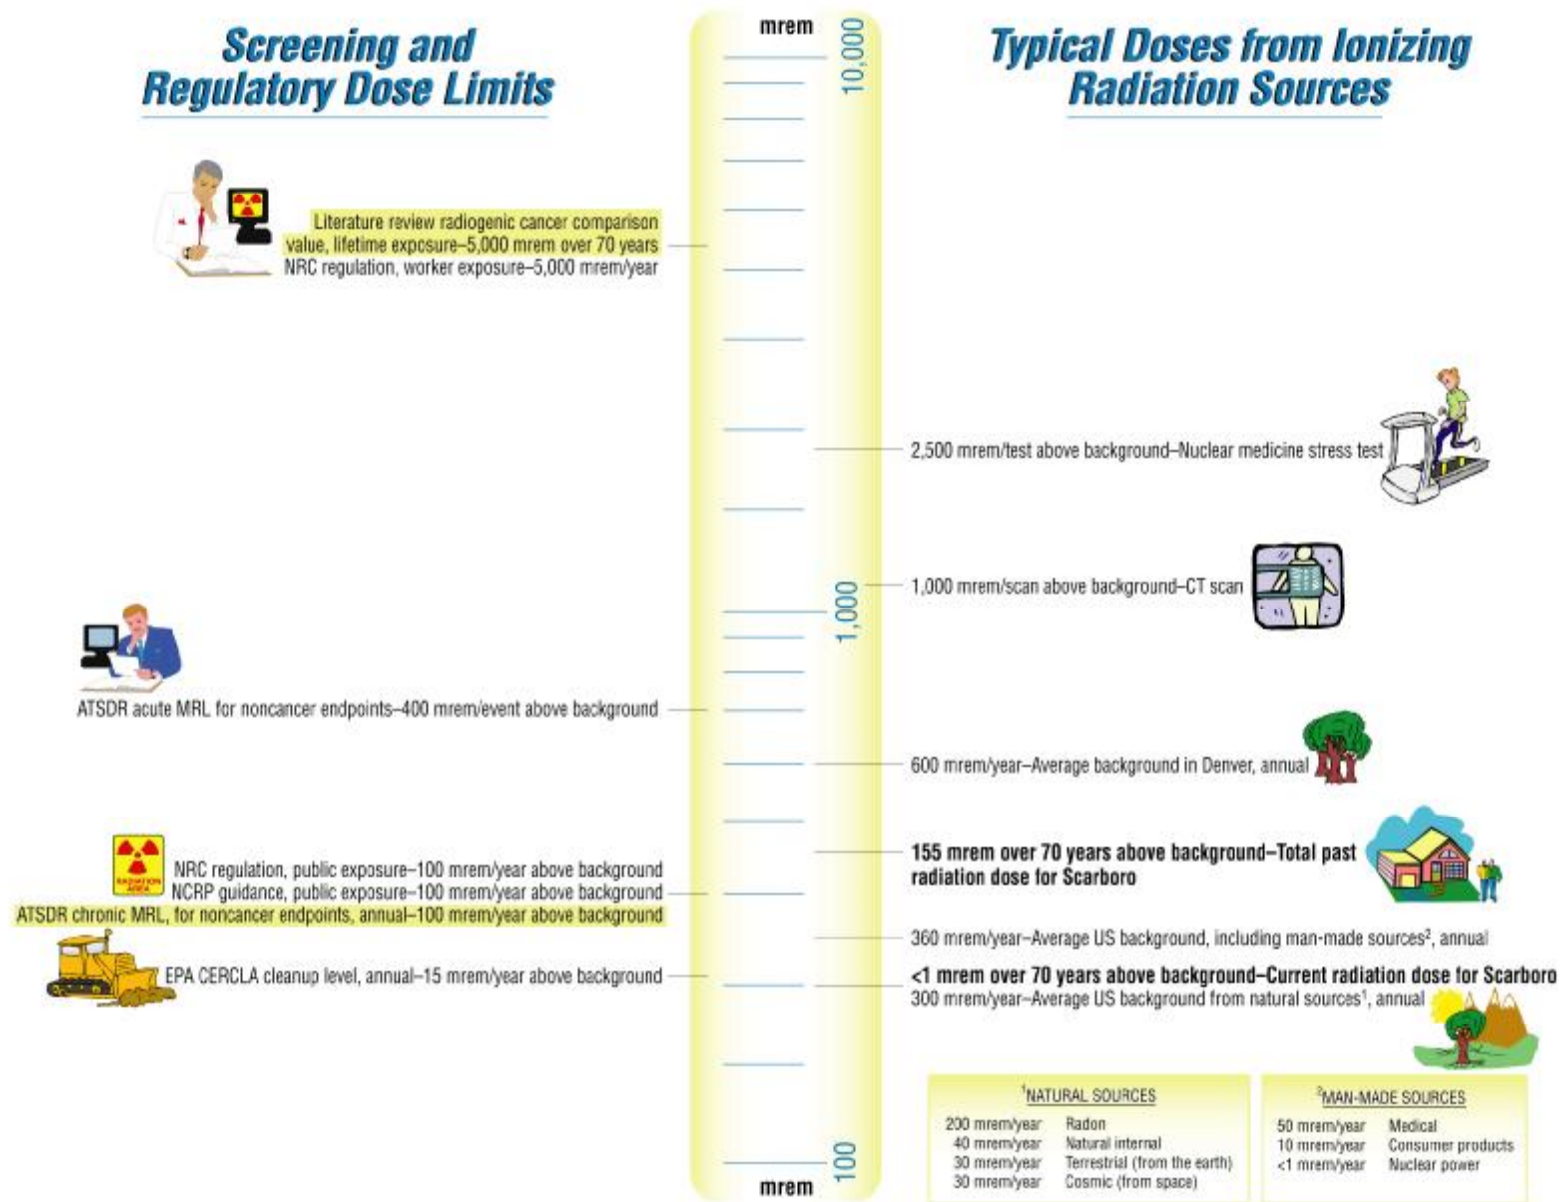 Screening and
Regulatory Dose Limits
Literature review radiogenic cancer comparison
value, lifetime exposure–5,000 mrem over 70 years
NRC regulation, worker exposure–5,000 mrem/year
ATSDR acute MRL for noncancer endpoints–400 mrem/event above background
RADIATION
AREA
NRC regulation, public exposure–100 mrem/year above background
NCRP guidance, public exposure–100 mrem/year above background
ATSDR chronic MRL, for noncancer endpoints, annual–100 mrem/year above background
EPA CERCLA cleanup level, annual–15 mrem/year above background
mrem
10,000
1,000
100
mrem
Typical Doses from Ionizing
Radiation Sources
2,500 mrem/test above background–Nuclear medicine stress test
1,000 mrem/scan above background–CT scan
600 mrem/year–Average background in Denver, annual
155 mrem over 70 years above background–Total past
radiation dose for Scarboro
360 mrem/year–Average US background, including man-made sources², annual
<1 mrem over 70 years above background–Current radiation dose for Scarboro
300 mrem/year–Average US background from natural sources¹, annual
¹NATURAL SOURCES
200 mrem/year Radon
40 mrem/year Natural internal
30 mrem/year Terrestrial (from the earth)
30 mrem/year Cosmic (from space)
²MAN-MADE SOURCES
50 mrem/year Medical
10 mrem/year Consumer products
<1 mrem/year Nuclear power